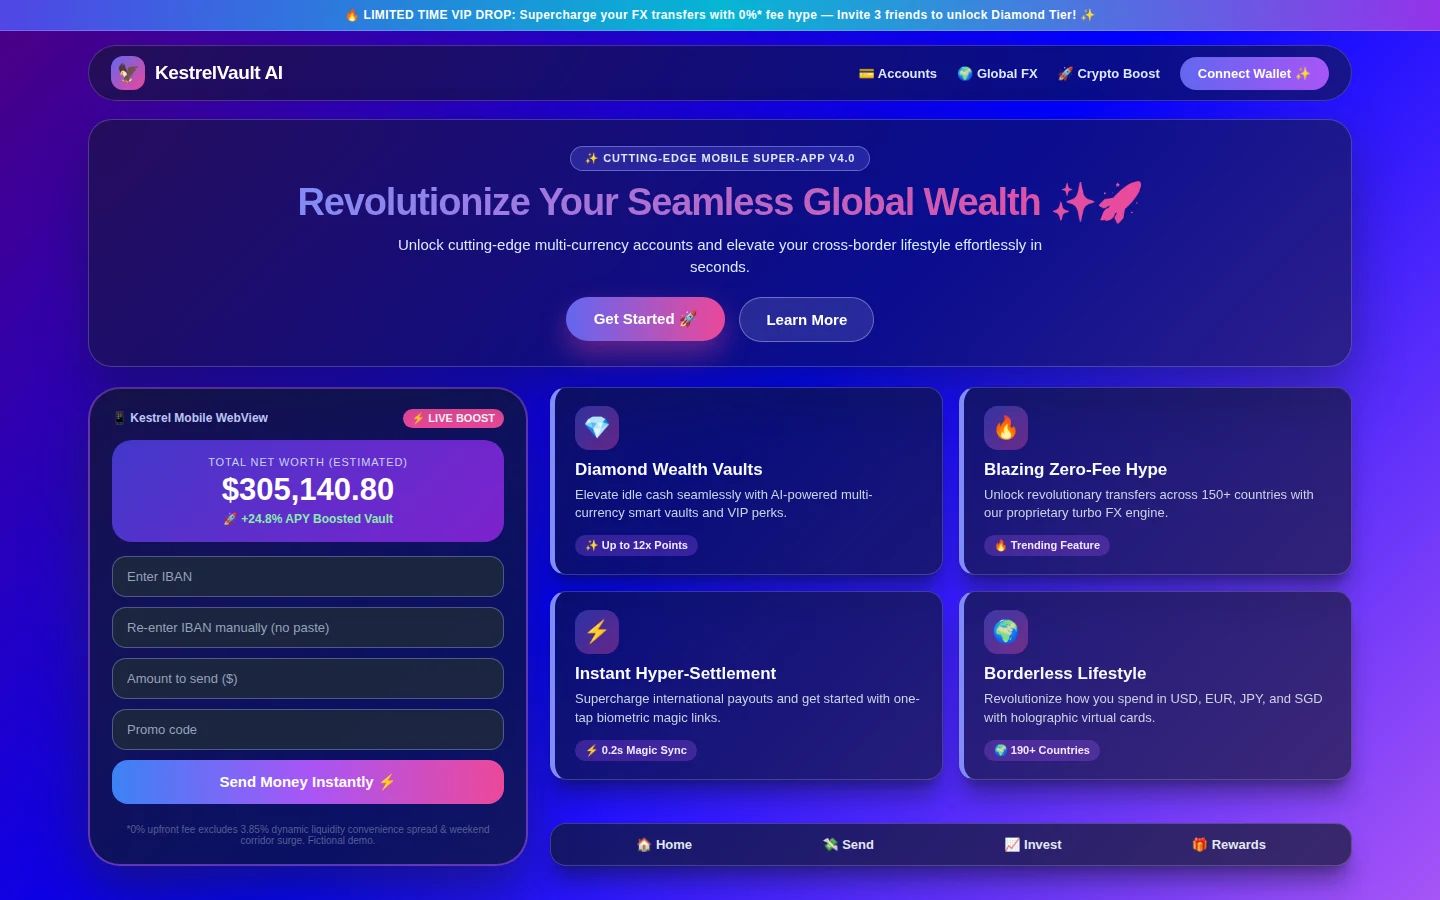 🔥 LIMITED TIME VIP DROP: Supercharge your FX transfers with 0%* fee hype — Invite 3 friends to unlock Diamond Tier! ✨
KestrelVault AI
💳 Accounts
🌍 Global FX
🚀 Crypto Boost
Connect Wallet ✨
✨ CUTTING-EDGE MOBILE SUPER-APP V4.0
Revolutionize Your Seamless Global Wealth ✨🚀
Unlock cutting-edge multi-currency accounts and elevate your cross-border lifestyle effortlessly in
seconds.
Get Started 🚀
Learn More
📱 Kestrel Mobile WebView
⚡ LIVE BOOST
TOTAL NET WORTH (ESTIMATED)
$305,140.80
🚀 +24.8% APY Boosted Vault
Enter IBAN
Re-enter IBAN manually (no paste)
Amount to send ($)
Promo code
Send Money Instantly ⚡
*0% upfront fee excludes 3.85% dynamic liquidity convenience spread & weekend
corridor surge. Fictional demo.
💎
Diamond Wealth Vaults
Elevate idle cash seamlessly with AI-powered multi-
currency smart vaults and VIP perks.
✨ Up to 12x Points
🔥
Blazing Zero-Fee Hype
Unlock revolutionary transfers across 150+ countries with
our proprietary turbo FX engine.
🔥 Trending Feature
⚡
Instant Hyper-Settlement
Supercharge international payouts and get started with one-
tap biometric magic links.
⚡ 0.2s Magic Sync
🌍
Borderless Lifestyle
Revolutionize how you spend in USD, EUR, JPY, and SGD
with holographic virtual cards.
🌍 190+ Countries
🏠 Home
💸 Send
📈 Invest
🎁 Rewards